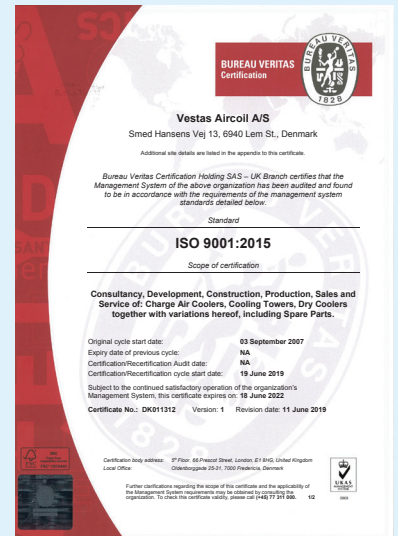 BUREAU VERITAS
Certification
BUREAU VERITAS
1828
Vestas Aircoil A/S
Smed Hansens Vej 13, 6940 Lem St., Denmark
Additional site details are listed in the appendix to this certificate.
Bureau Veritas Certification Holding SAS – UK Branch certifies that the
Management System of the above organization has been audited and found
to be in accordance with the requirements of the management system
standards detailed below.
Standard
ISO 9001:2015
Scope of certification
Consultancy, Development, Construction, Production, Sales and
Service of: Charge Air Coolers, Cooling Towers, Dry Coolers
together with variations hereof, including Spare Parts.
Original cycle start date: 03 September 2007
Expiry date of previous cycle: NA
Certification/Recertification Audit date: NA
Certification/Recertification cycle start date: 19 June 2019
Subject to the continued satisfactory operation of the organization's
Management System, this certificate expires on: 18 June 2022
Certificate No.: DK011312 Version: 1 Revision date: 11 June 2019
Certification body address: 5th Floor, 66 Prescot Street, London, E1 8HG, United Kingdom
Local Office: Oldenborggade 25-31, 7000 Fredericia, Denmark
Further clarifications regarding the scope of this certificate and the applicability of
the Management System requirements may be obtained by consulting the
organization. To check this certificate validity, please call (+45) 77 311 000. 1/2
UKAS
MANAGEMENT
SYSTEMS
0008